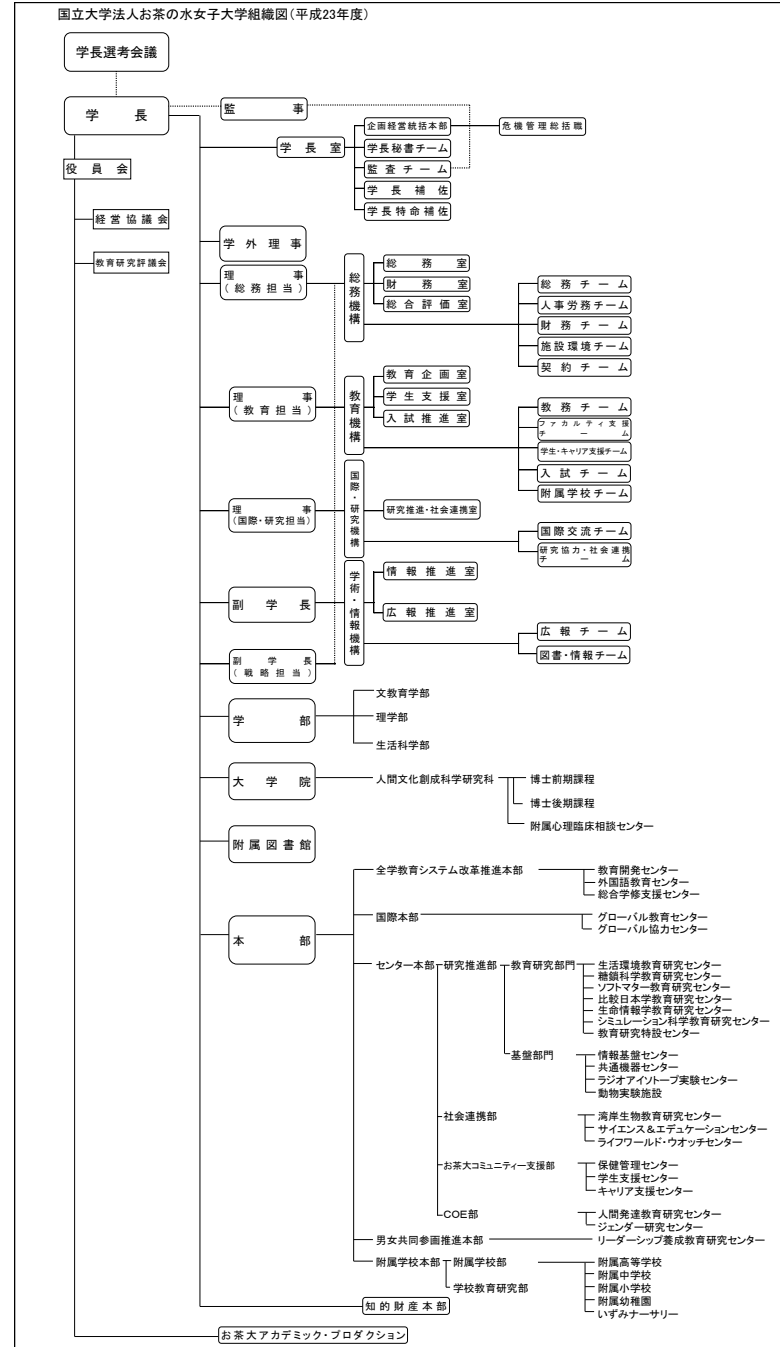 国立大学法人お茶の水女子大学組織図(平成23年度)
学長選考会議
学長
監事
企画経営統括本部
危機管理総括職
学長室
学長秘書チーム
役員会
監査チーム
学長補佐
学長特命補佐
経営協議会
学外理事
教育研究評議会
理事
(総務担当)
総務機構
総務室
財務室
総合評価室
総務チーム
人事労務チーム
財務チーム
施設環境チーム
契約チーム
理事
(教育担当)
教育機構
教育企画室
学生支援室
入試推進室
教務チーム
ファカルティ支援
チーム
学生・キャリア支援チーム
入試チーム
附属学校チーム
理事
(国際・研究担当)
国際・研究機構
研究推進・社会連携室
国際交流チーム
研究協力・社会連携
チーム
副学長
学術・情報機構
情報推進室
広報推進室
広報チーム
図書・情報チーム
副学長
(戦略担当)
学部
文教育学部
理学部
生活科学部
大学院
人間文化創成科学研究科
博士前期課程
博士後期課程
附属心理臨床相談センター
附属図書館
本部
全学教育システム改革推進本部
教育開発センター
外国語教育センター
総合学修支援センター
国際本部
グローバル教育センター
グローバル協力センター
センター本部
研究推進部
教育研究部門
生活環境教育研究センター
糖鎖科学教育研究センター
ソフトマター教育研究センター
比較日本学教育研究センター
生命情報学教育研究センター
シミュレーション科学教育研究センター
教育研究特設センター
基盤部門
情報基盤センター
共通機器センター
ラジオアイソトープ実験センター
動物実験施設
社会連携部
湾岸生物教育研究センター
サイエンス&エデュケーションセンター
ライフワールド・ウオッチセンター
お茶大コミュニティー支援部
保健管理センター
学生支援センター
キャリア支援センター
COE部
人間発達教育研究センター
ジェンダー研究センター
男女共同参画推進本部
リーダーシップ養成教育研究センター
附属学校本部
附属学校部
附属高等学校
附属中学校
附属小学校
附属幼稚園
いずみナーサリー
学校教育研究部
知的財産本部
お茶大アカデミック・プロダクション